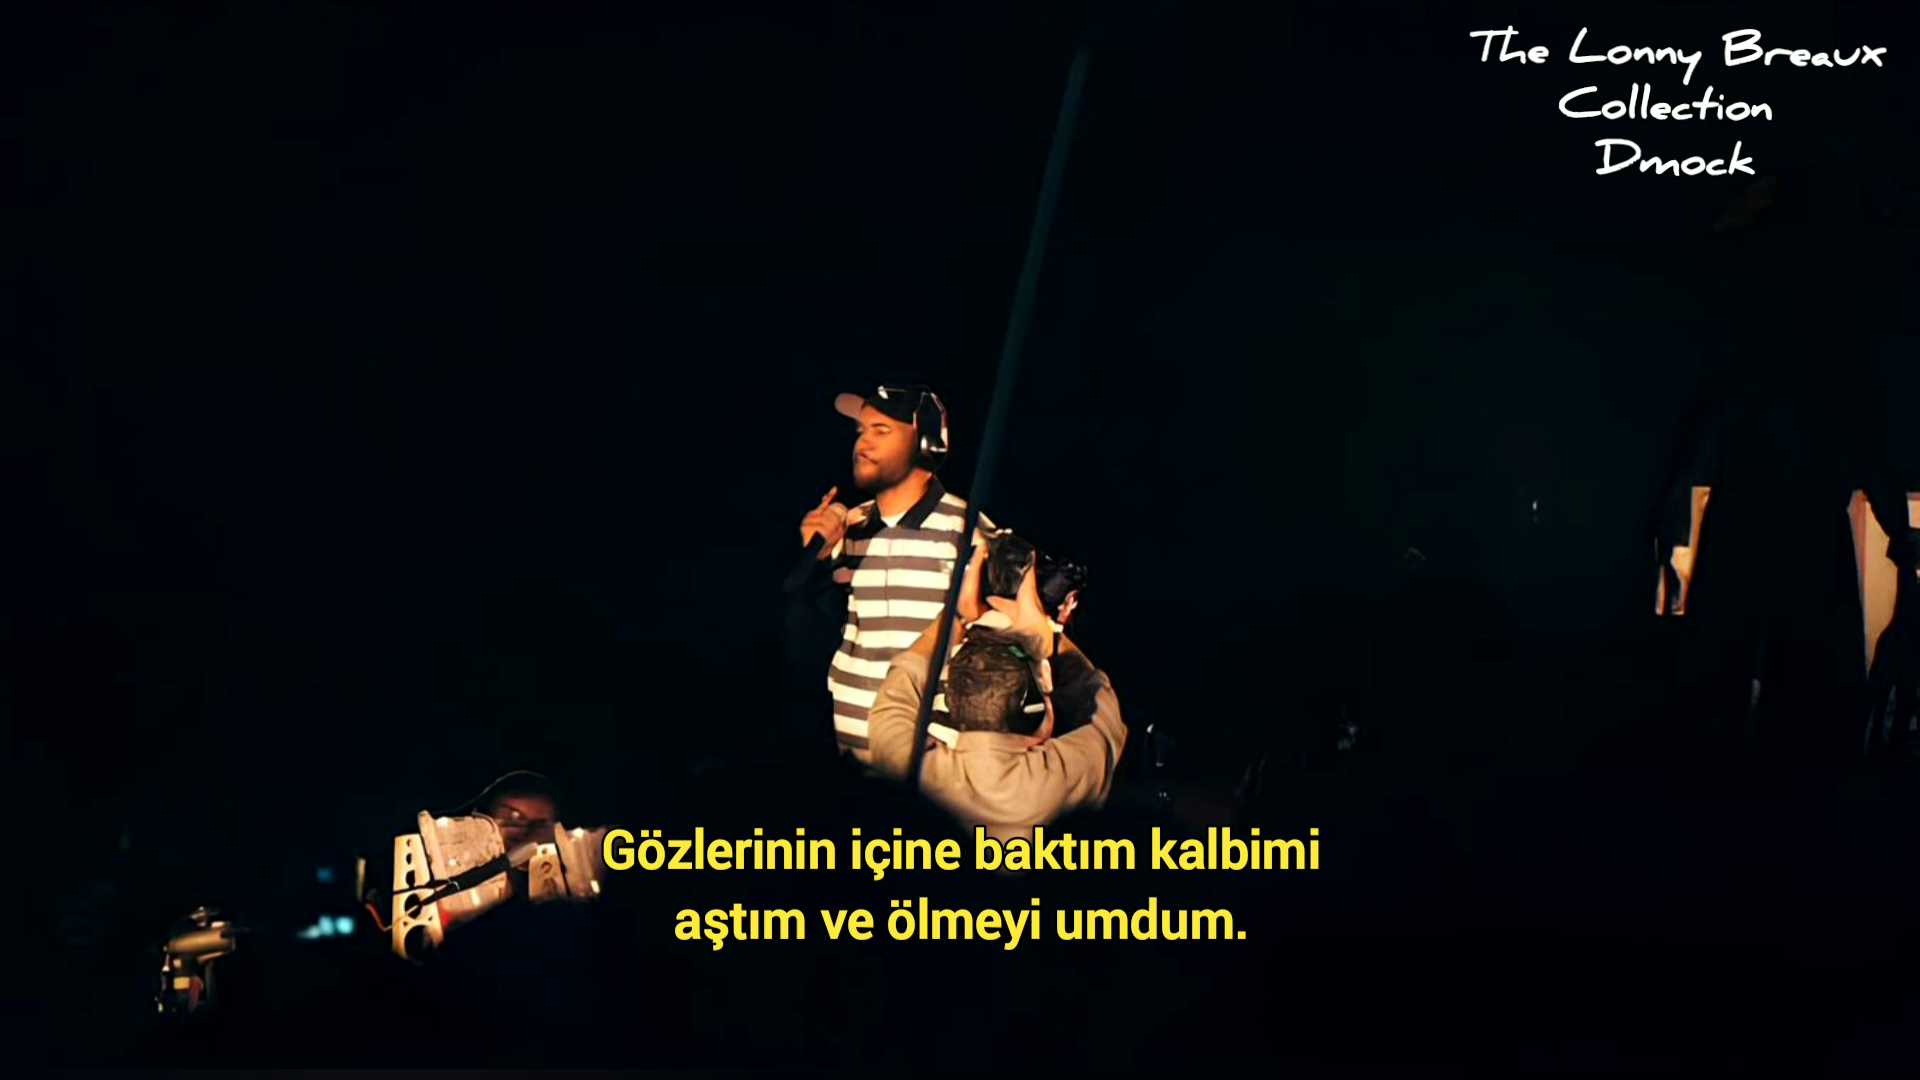 The Lonny Breaux
Collection
Dmock
Gözlerinin içine baktım kalbimi
aştım ve ölmeyi umdum.